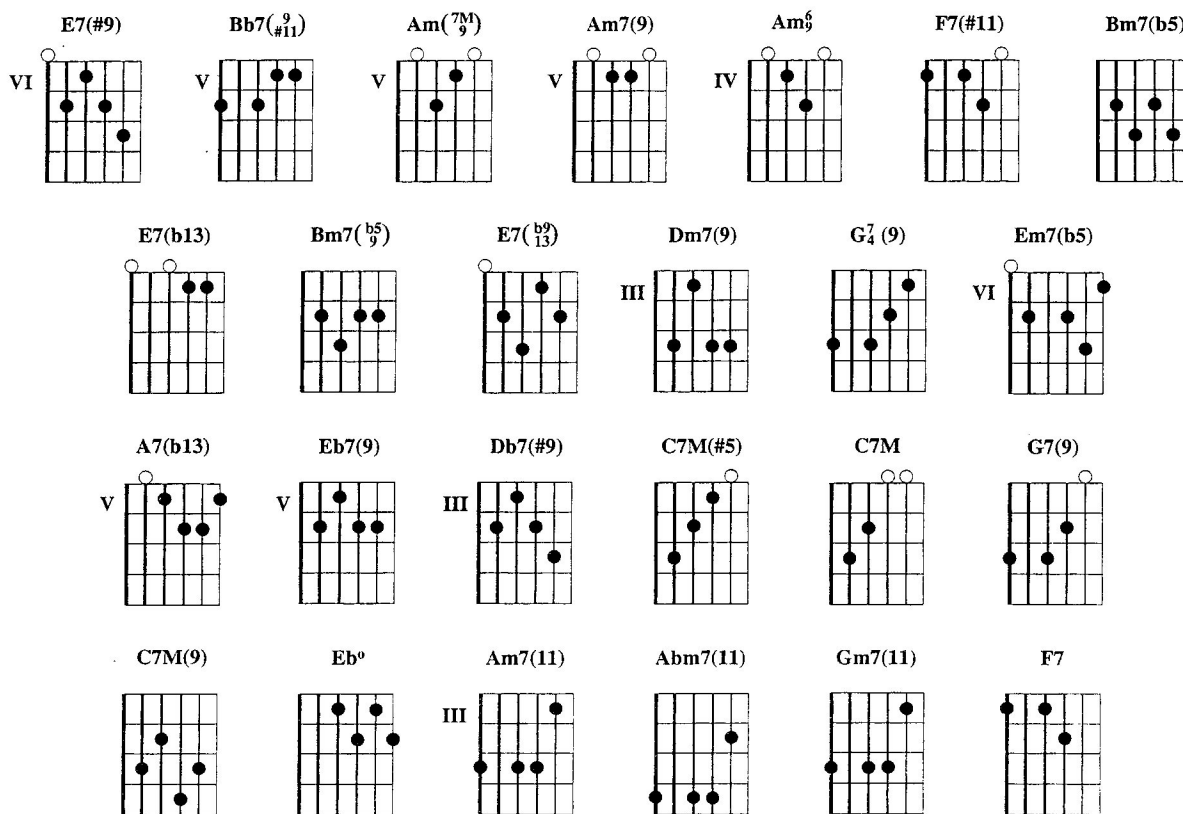 E7(#9) Bb7(9 #11) Am(7M 9) Am7(9) Am6 9 F7(#11) Bm7(b5)
VI V V V IV
E7(b13) Bm7(b5 9) E7(b9 13) Dm7(9) G7 4 (9) Em7(b5)
III VI
A7(b13) Eb7(9) Db7(#9) C7M(#5) C7M G7(9)
V V III
C7M(9) Ebº Am7(11) Abm7(11) Gm7(11) F7
III